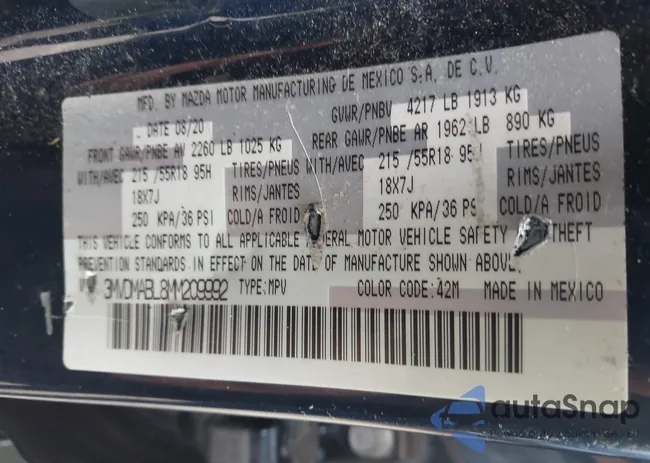 MFD. BY MAZDA MOTOR MANUFACTURING DE MEXICO S.A. DE C.V.
DATE 08/20 GVWR/PNBV 4217 LB 1913 KG
FRONT GAWR/PNBE AV 2260 LB 1025 KG REAR GAWR/PNBE AR 1962 LB 890 KG
WITH/AVEC 215 /55R18 95H TIRES/PNEUS WITH/AVEC 215 /55R18 95 TIRES/PNEUS
18X7J RIMS/JANTES 18X7J RIMS/JANTES
250 KPA/36 PSI COLD/A FROID 250 KPA/36 PSI COLD/A FROID
THIS VEHICLE CONFORMS TO ALL APPLICABLE MOTOR VEHICLE SAFETY THEFT
PREVENTION STANDARDS IN EFFECT ON THE DATE OF MANUFACTURE SHOWN ABOVE.
3MVDMABL8MM209992 TYPE:MPV COLOR CODE:42M MADE IN MEXICO
autoSnap